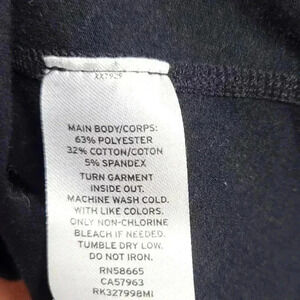 MAIN BODY/CORPS:
63% POLYESTER
32% COTTON/COTON
5% SPANDEX
TURN GARMENT
INSIDE OUT.
MACHINE WASH COLD.
WITH LIKE COLORS.
ONLY NON-CHLORINE
BLEACH IF NEEDED.
TUMBLE DRY LOW.
DO NOT IRON.
RN58665
CA57963
RK327998MI